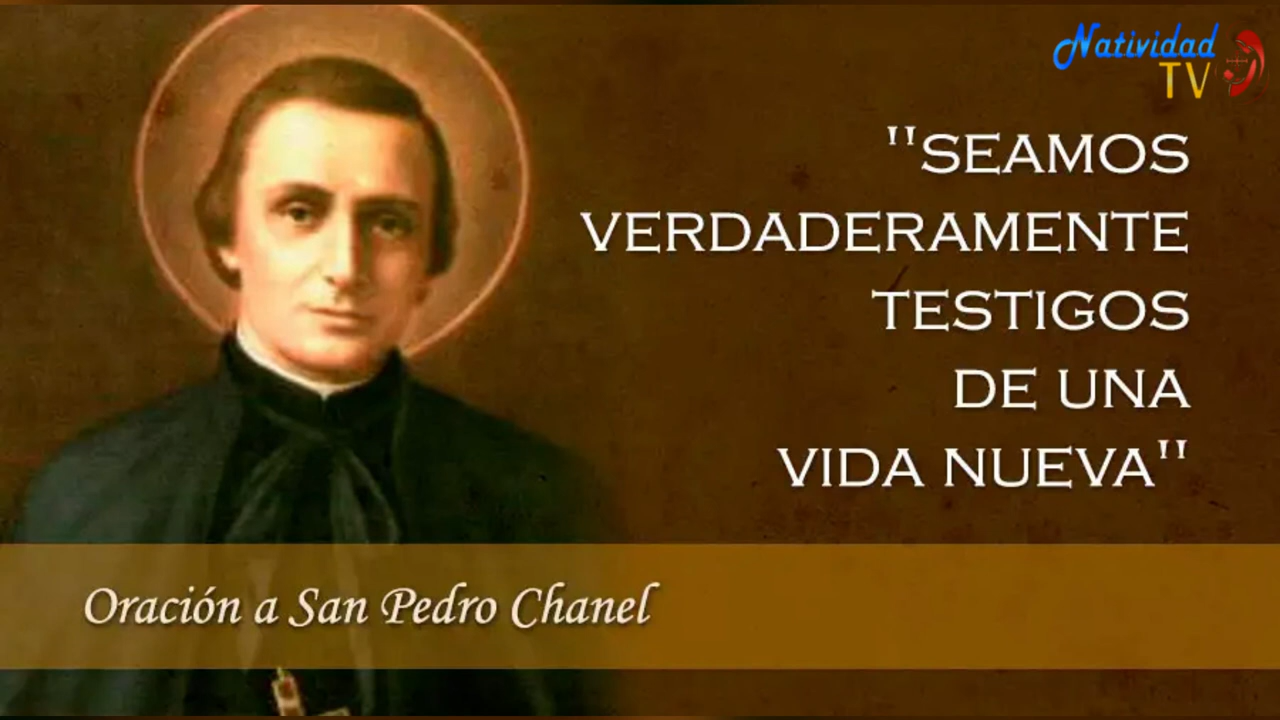 Natividad
TV
"SEAMOS
VERDADERAMENTE
TESTIGOS
DE UNA
VIDA NUEVA"
Oración a San Pedro Chanel